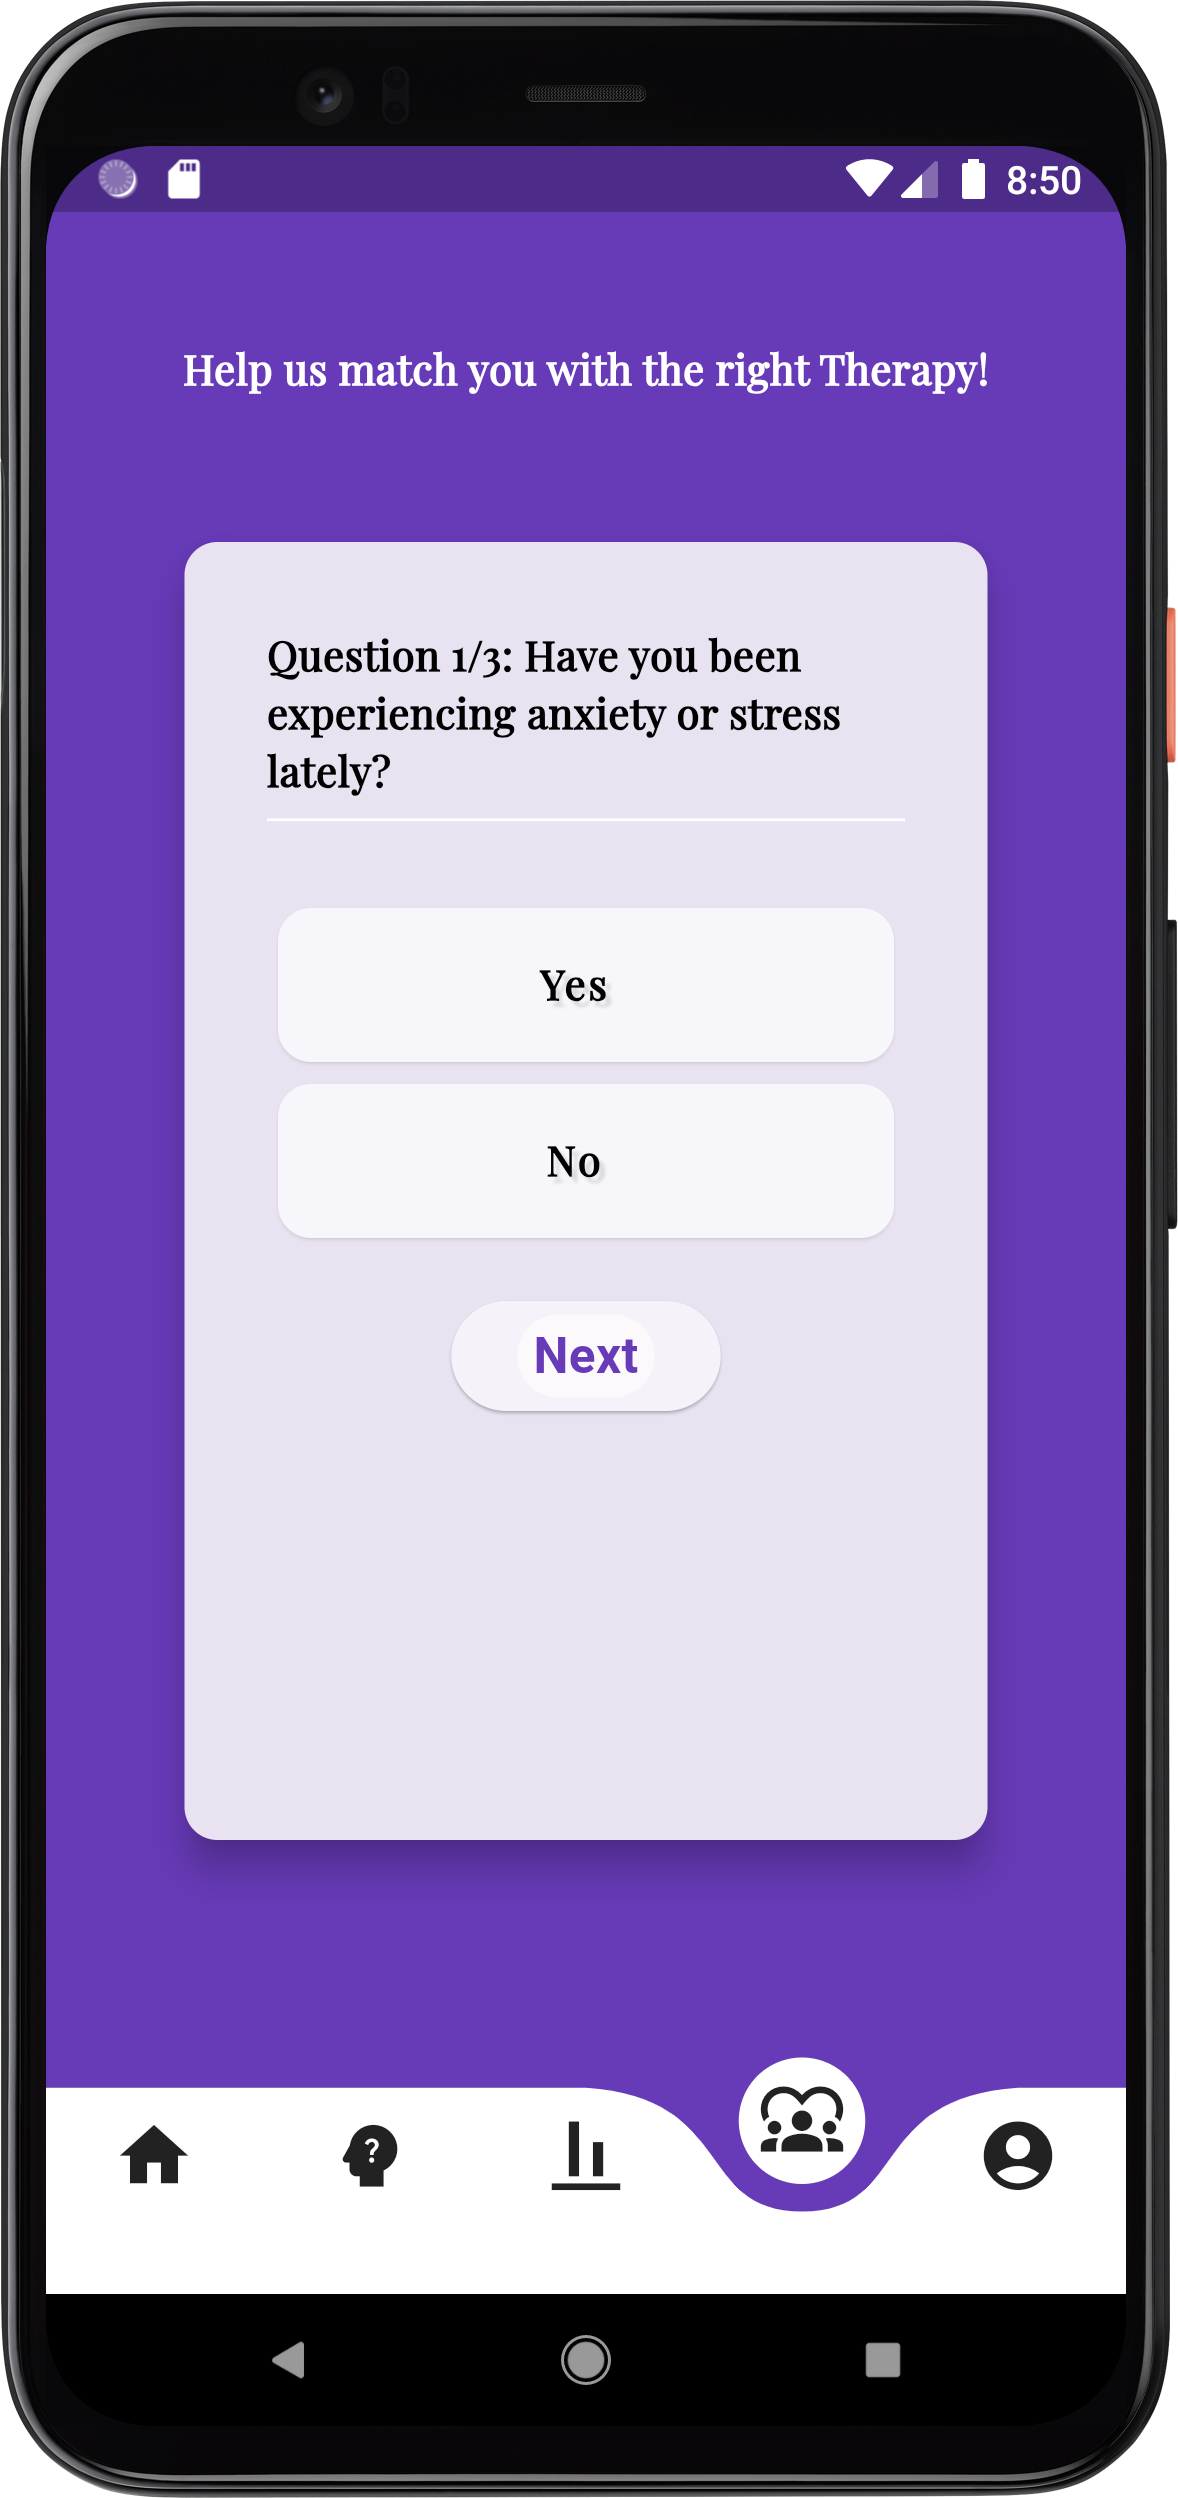 8:50
Help us match you with the right Therapy!
Question 1/3: Have you been
experiencing anxiety or stress
lately?
Yes
No
Next
?